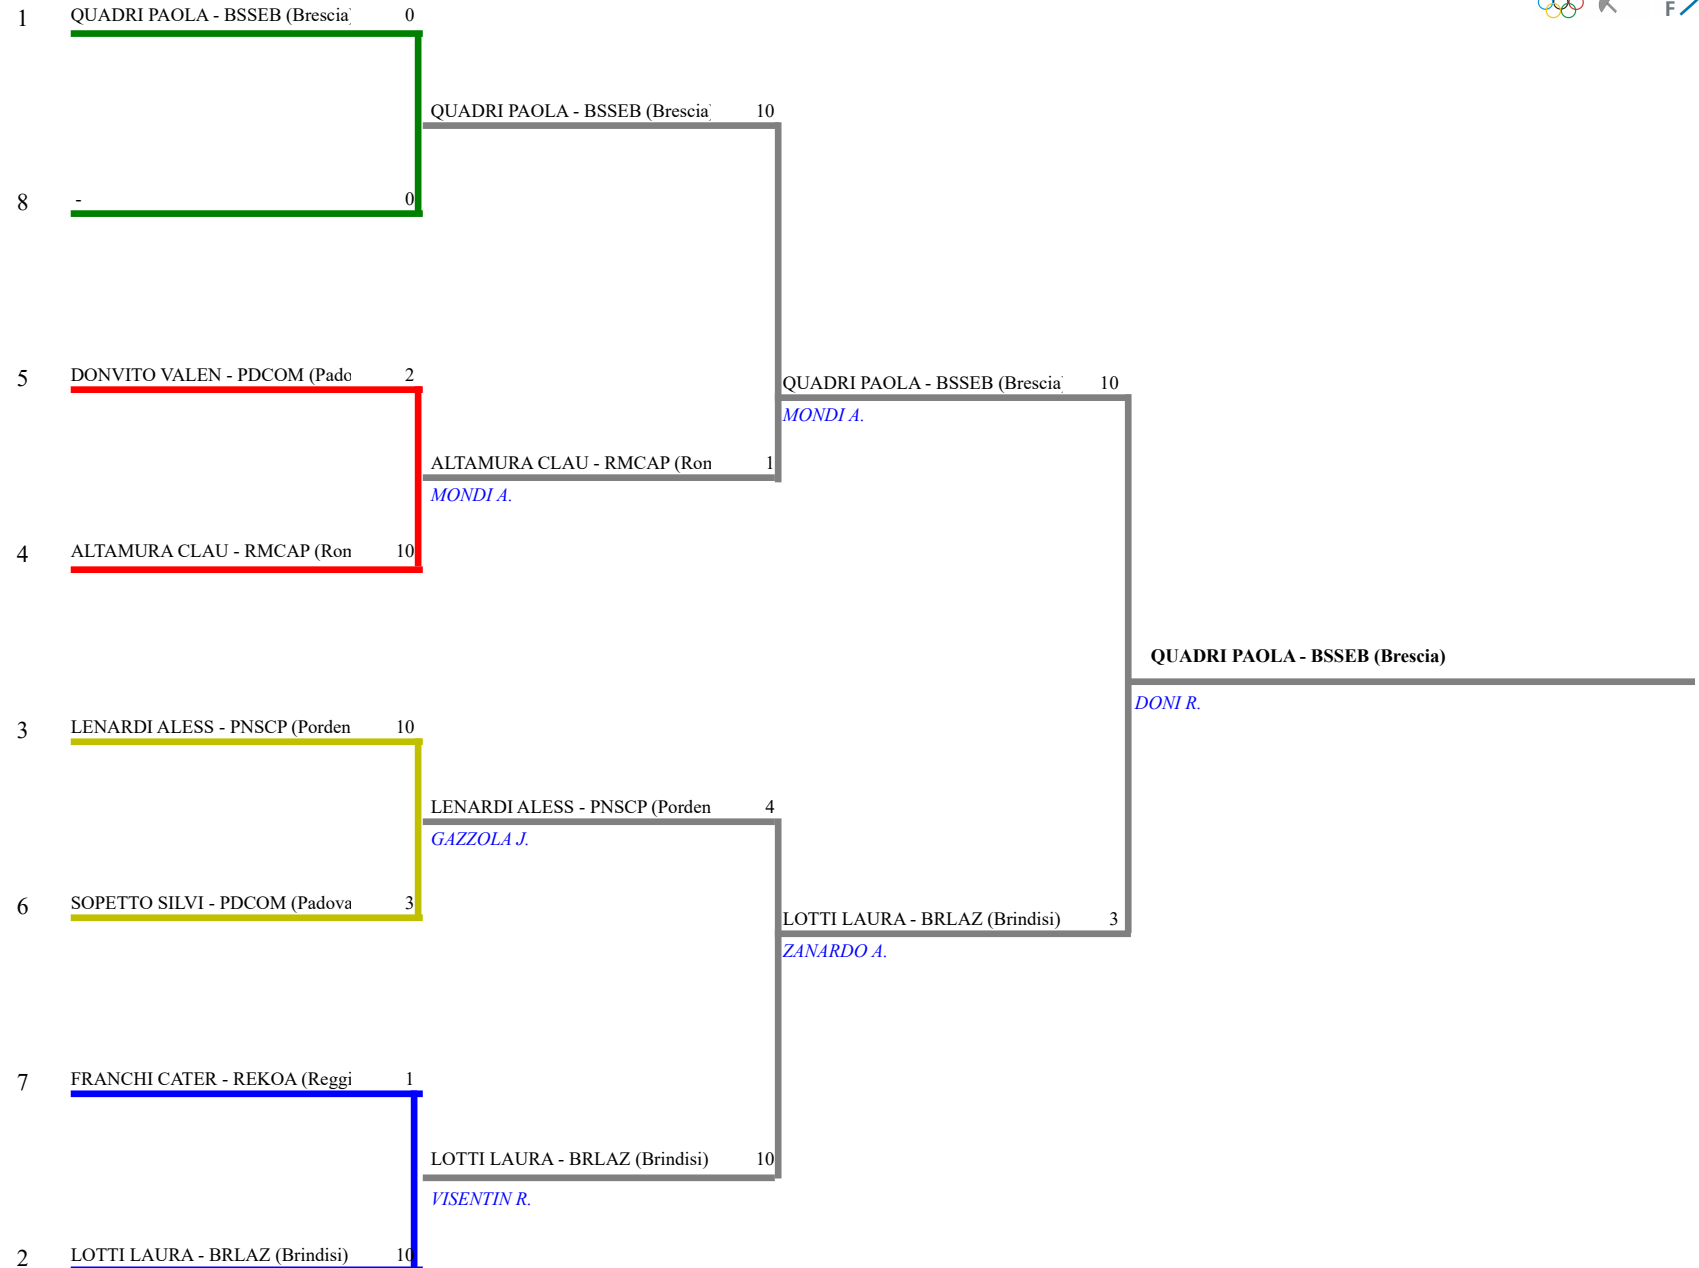 1 QUADRI PAOLA - BSSEB (Brescia) 0
F
QUADRI PAOLA - BSSEB (Brescia) 10
8 - 0
5 DONVITO VALEN - PDCOM (Pado 2
QUADRI PAOLA - BSSEB (Brescia) 10
MONDI A.
ALTAMURA CLAU - RMCAP (Ron 1
MONDI A.
4 ALTAMURA CLAU - RMCAP (Ron 10
QUADRI PAOLA - BSSEB (Brescia)
DONI R.
3 LENARDI ALESS - PNSCP (Porden 10
LENARDI ALESS - PNSCP (Porden 4
GAZZOLA J.
6 SOPETTO SILVI - PDCOM (Padova 3
LOTTI LAURA - BRLAZ (Brindisi) 3
ZANARDO A.
7 FRANCHI CATER - REKOA (Reggi 1
LOTTI LAURA - BRLAZ (Brindisi) 10
VISENTIN R.
2 LOTTI LAURA - BRLAZ (Brindisi) 10